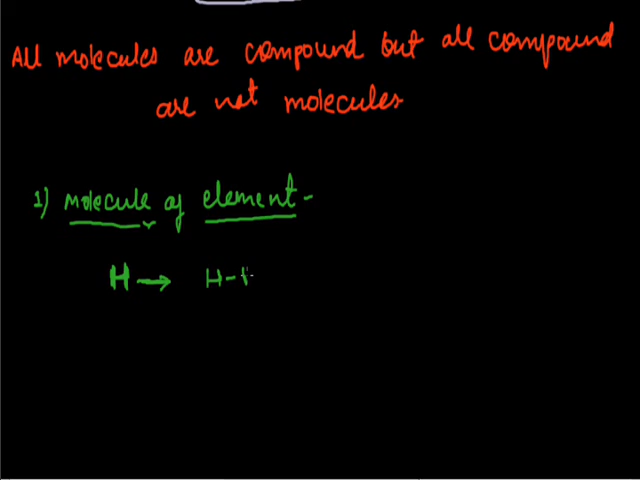 All molecules are compound but all compound
are not molecules
1) Molecule of element -
H → H-